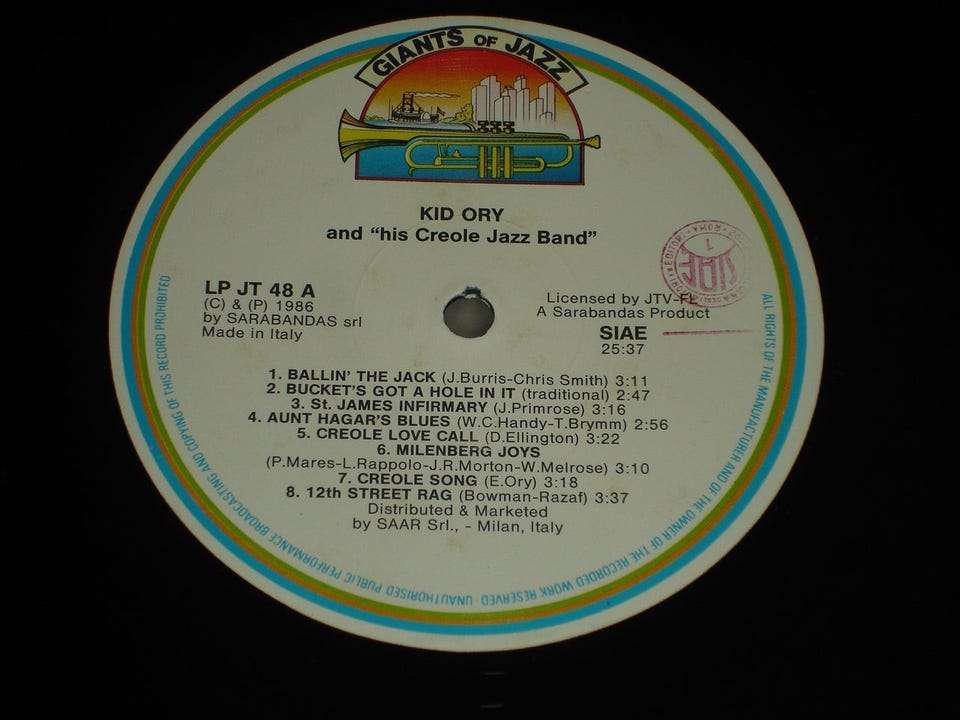 GIANTS OF JAZZ
KID ORY
and “his Creole Jazz Band”
LP JT 48 A
(C) & (P) 1986
by SARABANDAS srl
Made in Italy
Licensed by JTV-FL
A Sarabandas Product
SIAE
25:37
SIAE
1. BALLIN’ THE JACK (J.Burris-Chris Smith) 3:11
2. BUCKET’S GOT A HOLE IN IT (traditional) 2:47
3. St. JAMES INFIRMARY (J.Primrose) 3:16
4. AUNT HAGAR’S BLUES (W.C.Handy-T.Brymm) 2:56
5. CREOLE LOVE CALL (D.Ellington) 3:22
6. MILENBERG JOYS
(P.Mares-L.Rappolo-J.R.Morton-W.Melrose) 3:10
7. CREOLE SONG (E.Ory) 3:18
8. 12th STREET RAG (Bowman-Razaf) 3:37
Distributed & Marketed
by SAAR Srl., - Milan, Italy
ALL RIGHTS OF THE MANUFACTURER AND OF THE OWNER OF THE RECORDED WORK RESERVED UNAUTHORISED PUBLIC PERFORMANCE BROADCASTING AND COPYING OF THIS RECORD PROHIBITED